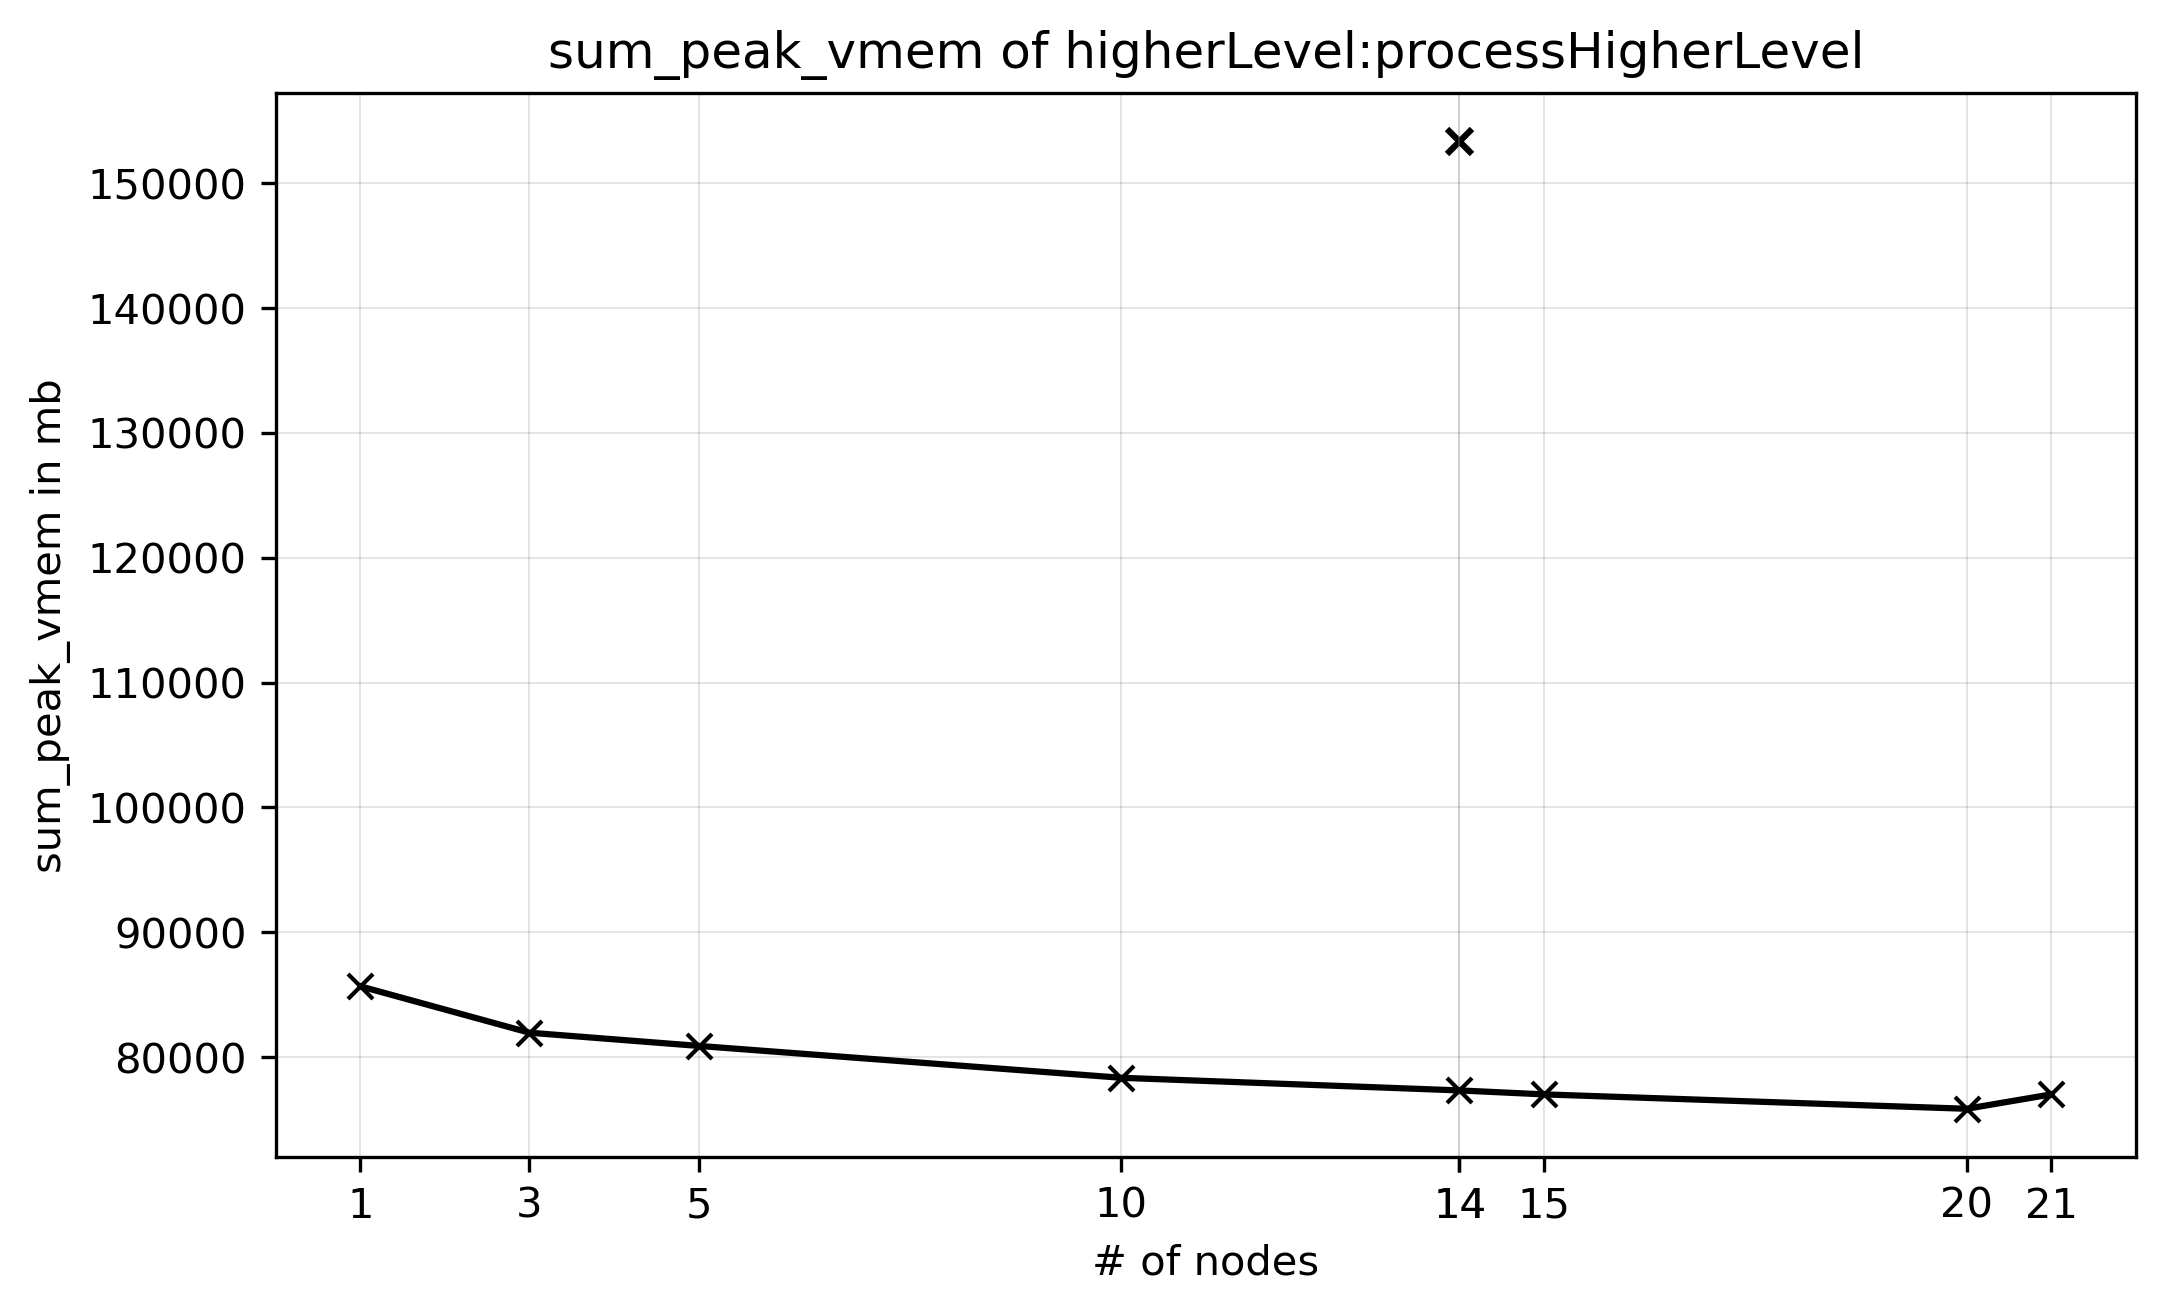 sum_peak_vmem of higherLevel:processHigherLevel
sum_peak_vmem in mb
150000
140000
130000
120000
110000
100000
90000
80000
1 3 5 10 14 15 20 21
# of nodes